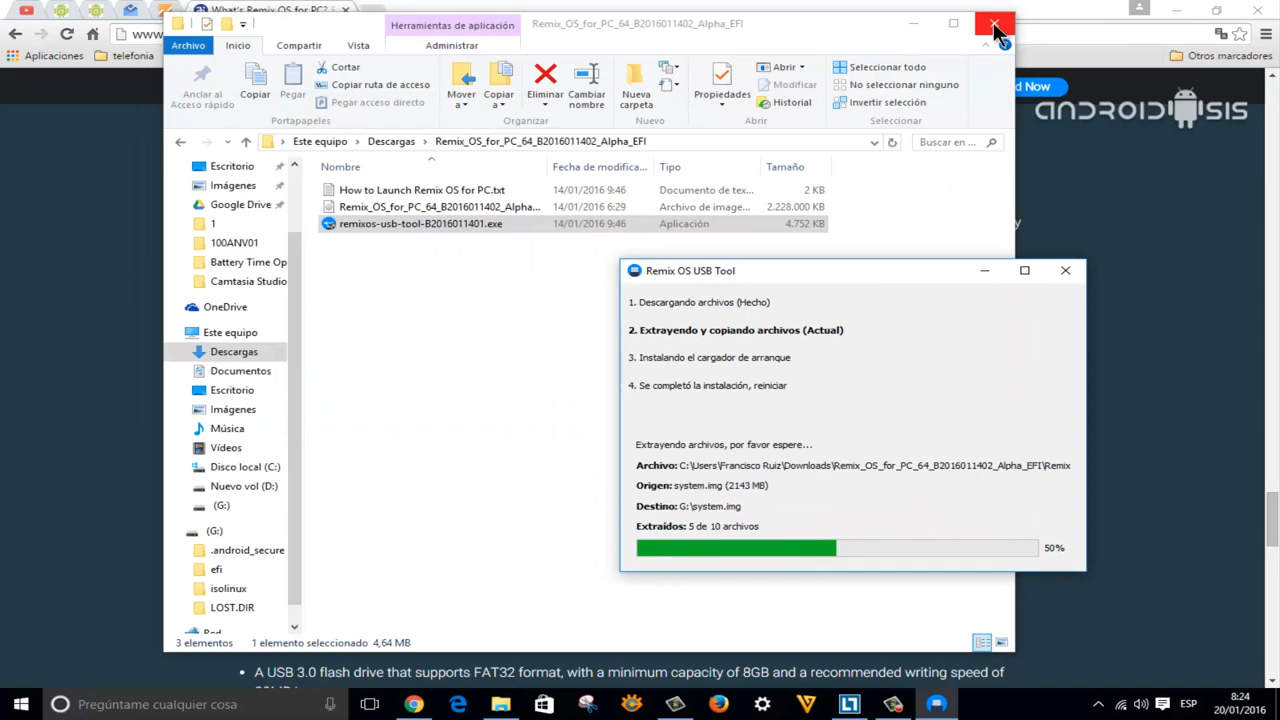 What's Remix OS for PC?
www.
Aplicaciones
telefonia
Otros marcadores
Herramientas de aplicación
Remix_OS_for_PC_64_B2016011402_Alpha_EFI
Archivo
Inicio
Compartir
Vista
Administrar
Anclar al
Acceso rápido
Copiar
Pegar
Cortar
Copiar ruta de acceso
Pegar acceso directo
Portapapeles
Mover
a
Copiar
a
Eliminar
Cambiar
nombre
Organizar
Nueva
carpeta
Nuevo
Propiedades
Abrir
Modificar
Historial
Abrir
Seleccionar todo
No seleccionar ninguno
Invertir selección
Seleccionar
d Now
ANDROIDSIS
Este equipo
Descargas
Remix_OS_for_PC_64_B2016011402_Alpha_EFI
Buscar en ...
Nombre
Fecha de modifica...
Tipo
Tamaño
How to Launch Remix OS for PC.txt
14/01/2016 9:46
Documento de tex...
2 KB
Remix_OS_for_PC_64_B2016011402_Alpha...
14/01/2016 6:29
Archivo de image...
2.228.000 KB
remixos-usb-tool-B2016011401.exe
14/01/2016 9:46
Aplicación
4.752 KB
Escritorio
Imágenes
Google Drive
1
100ANV01
Battery Time Op
Camtasia Studio
OneDrive
Este equipo
Descargas
Documentos
Escritorio
Imágenes
Música
Vídeos
Disco local (C:)
Nuevo vol (D:)
(G:)
(G:)
.android_secure
efi
isolinux
LOST.DIR
Red
y
Remix OS USB Tool
1. Descargando archivos (Hecho)
2. Extrayendo y copiando archivos (Actual)
3. Instalando el cargador de arranque
4. Se completó la instalación, reiniciar
Extrayendo archivos, por favor espere...
Archivo: C:\Users\Francisco Ruiz\Downloads\Remix_OS_for_PC_64_B2016011402_Alpha_EFI\Remix
Origen: system.img (2143 MB)
Destino: G:\system.img
Extraídos: 5 de 10 archivos
50%
3 elementos
1 elemento seleccionado 4,64 MB
A USB 3.0 flash drive that supports FAT32 format, with a minimum capacity of 8GB and a recommended writing speed of
Pregúntame cualquier cosa
ESP
8:24
20/01/2016